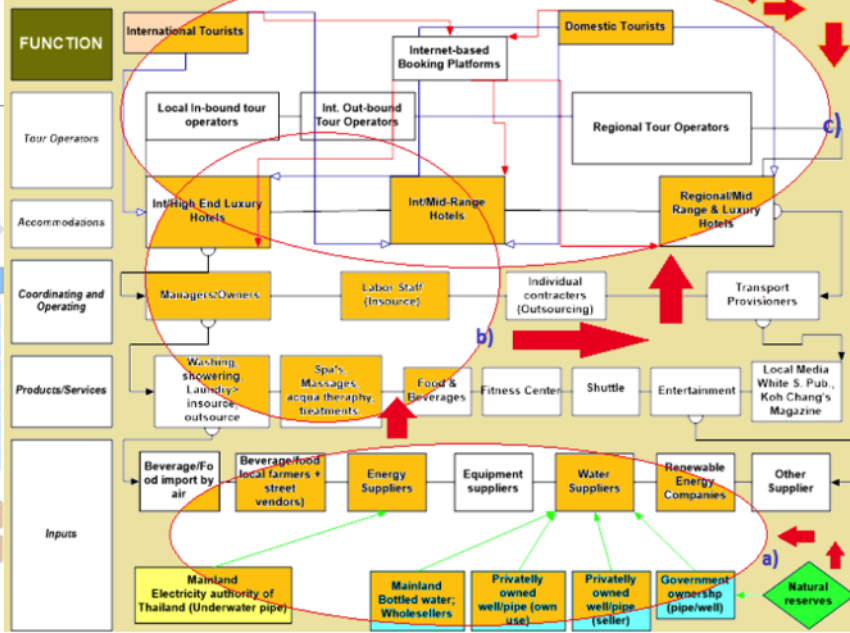 FUNCTION
International Tourists
Domestic Tourists
Internet-based
Booking Platforms
Tour Operators
Local In-bound tour
operators
Int. Out-bound
Tour Operators
Regional Tour Operators
c)
Accommodations
Int/High End Luxury
Hotels
Int/Mid-Range
Hotels
Regional/Mid
Range & Luxury
Hotels
Coordinating and
Operating
Managers/Owners
Labor Staff
(Insource)
Individual
contracters
(Outsourcing)
Transport
Provisioners
b)
Products/Services
Washing,
showering,
Laundry>
insource,
outsource
Spa's,
Massages,
acqua theraphy,
treatments
Food &
Beverages
Fitness Center
Shuttle
Entertainment
Local Media
White S. Pub.,
Koh Chang's
Magazine
Inputs
Beverage/Fo
od import by
air
Beverage/food
local farmers +
street
vendors)
Energy
Suppliers
Equipment
suppliers
Water
Suppliers
Renewable
Energy
Companies
Other
Supplier
a)
Mainland
Electricity authority of
Thailand (Underwater pipe)
Mainland
Bottled water;
Wholesellers
Privatelly
owned
well/pipe (own
use)
Privatelly
owned
well/pipe
(seller)
Government
ownershp
(pipe/well)
Natural
reserves